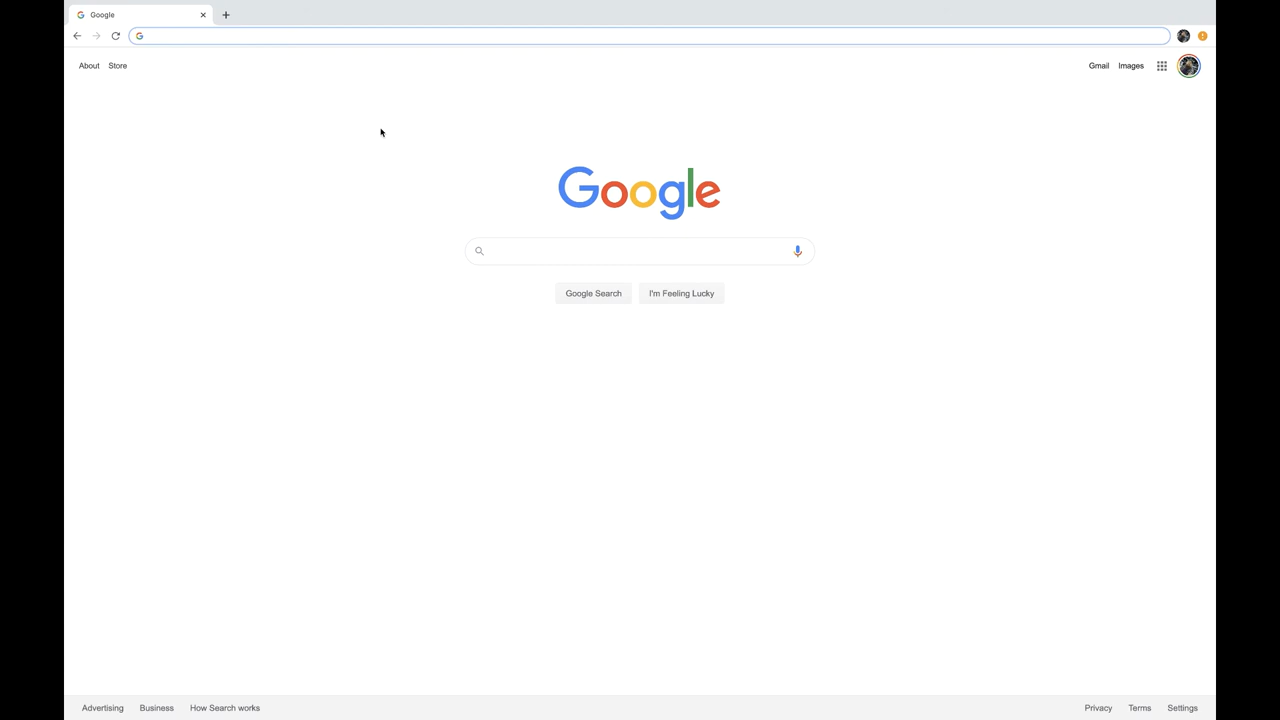 Google
About Store Gmail Images
Google
Google Search I'm Feeling Lucky
Advertising Business How Search works Privacy Terms Settings